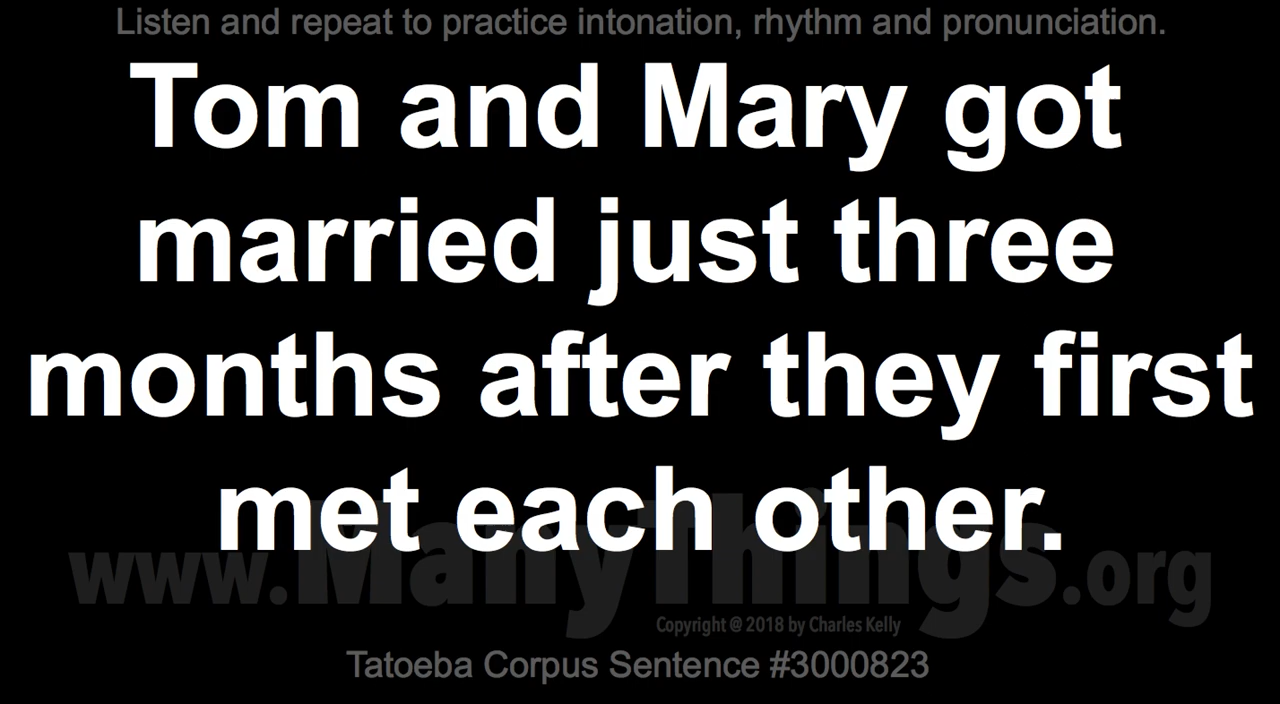 Listen and repeat to practice intonation, rhythm and pronunciation.
Tom and Mary got
married just three
months after they first
met each other.
www.ManyThings.org
Copyright @ 2018 by Charles Kelly
Tatoeba Corpus Sentence #3000823